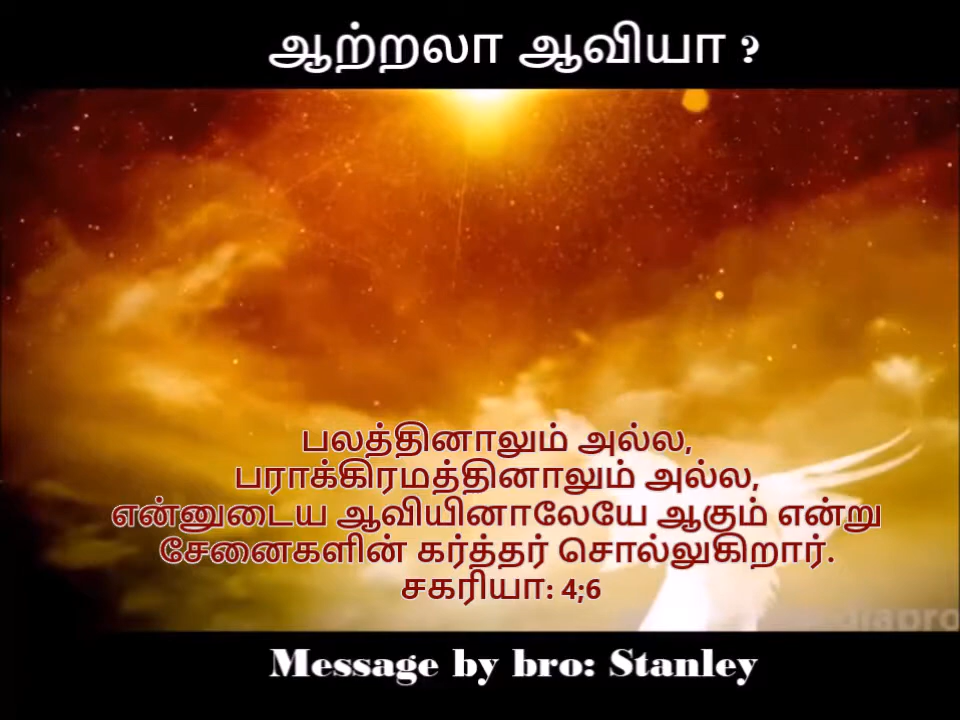 ஆற்றலா ஆவியா ?
பலத்தினாலும் அல்ல,
பராக்கிரமத்தினாலும் அல்ல,
என்னுடைய ஆவியினாலேயே ஆகும் என்று
சேனைகளின் கர்த்தர் சொல்லுகிறார்.
சகரியா: 4;6
Message by bro: Stanley